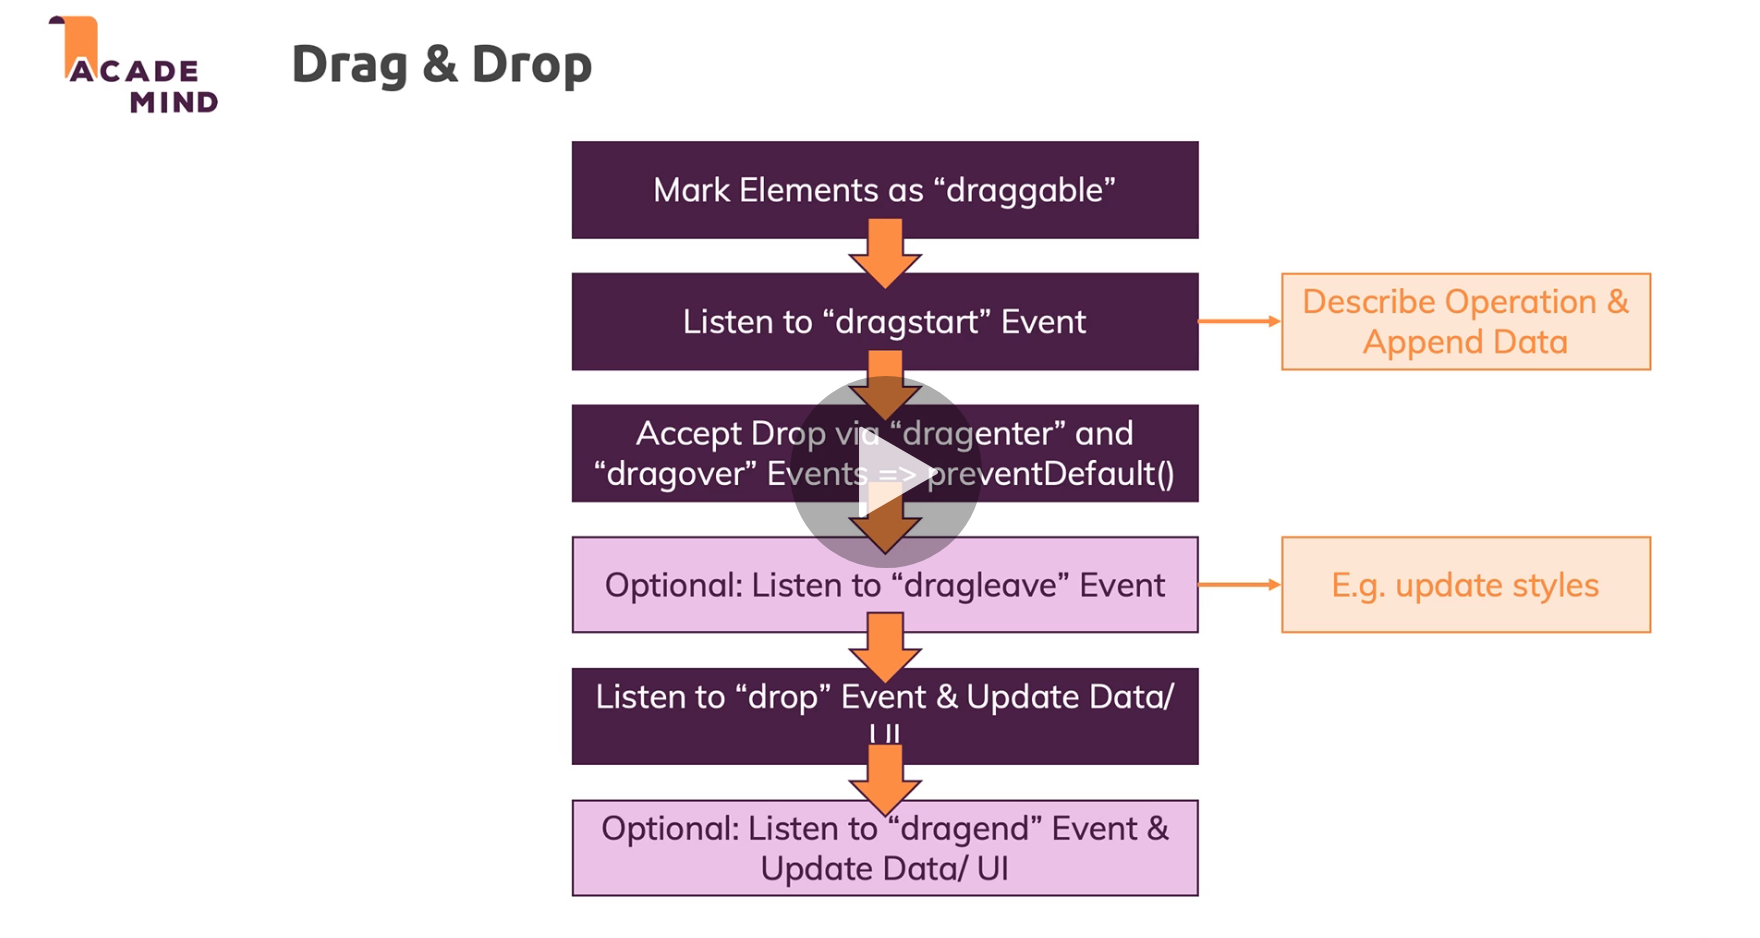 ACADE
MIND
Drag & Drop
Mark Elements as “draggable”
Listen to “dragstart” Event
Describe Operation &
Append Data
Accept Drop via “dragenter” and
“dragover” Events => preventDefault()
Optional: Listen to “dragleave” Event
E.g. update styles
Listen to “drop” Event & Update Data/
UI
Optional: Listen to “dragend” Event &
Update Data/ UI